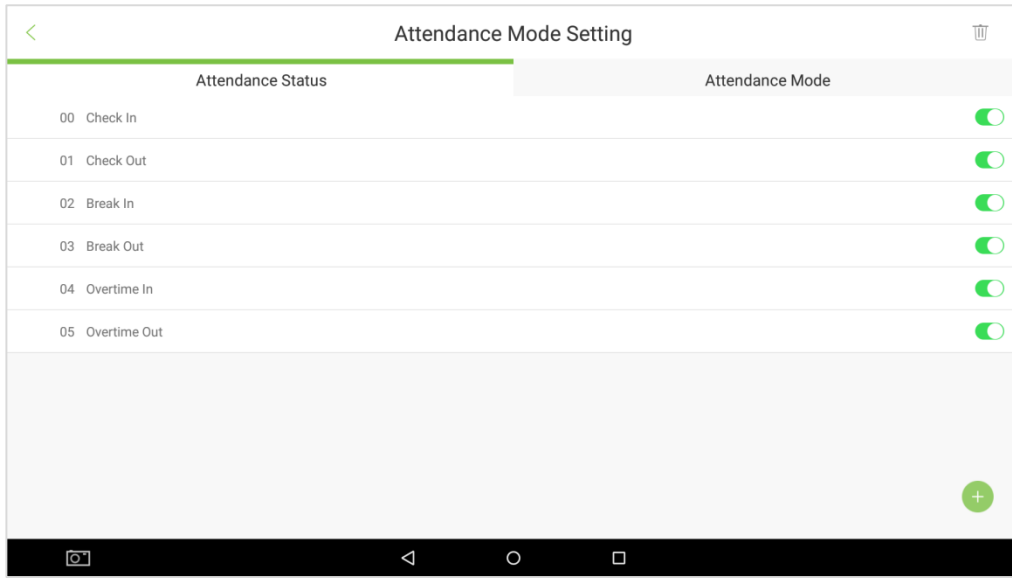 Attendance Mode Setting
Attendance Status Attendance Mode
00 Check In
01 Check Out
02 Break In
03 Break Out
04 Overtime In
05 Overtime Out